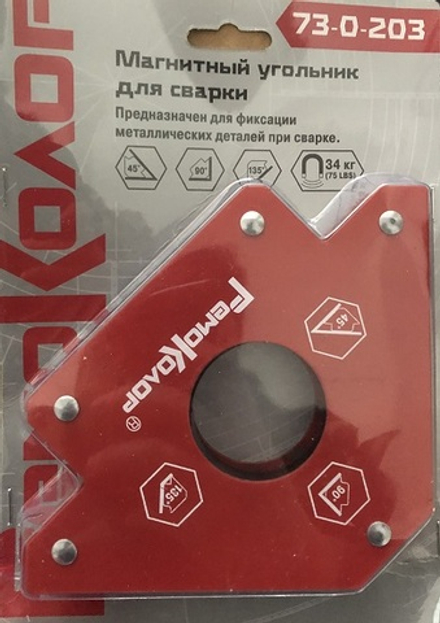 73-0-203
Магнитный угольник
для сварки
Предназначен для фиксации
металлических деталей при сварке.
45° 90° 135° 34 кг
(75 LBS)
РемоКолор
РемоКолор®
45°
135°
90°